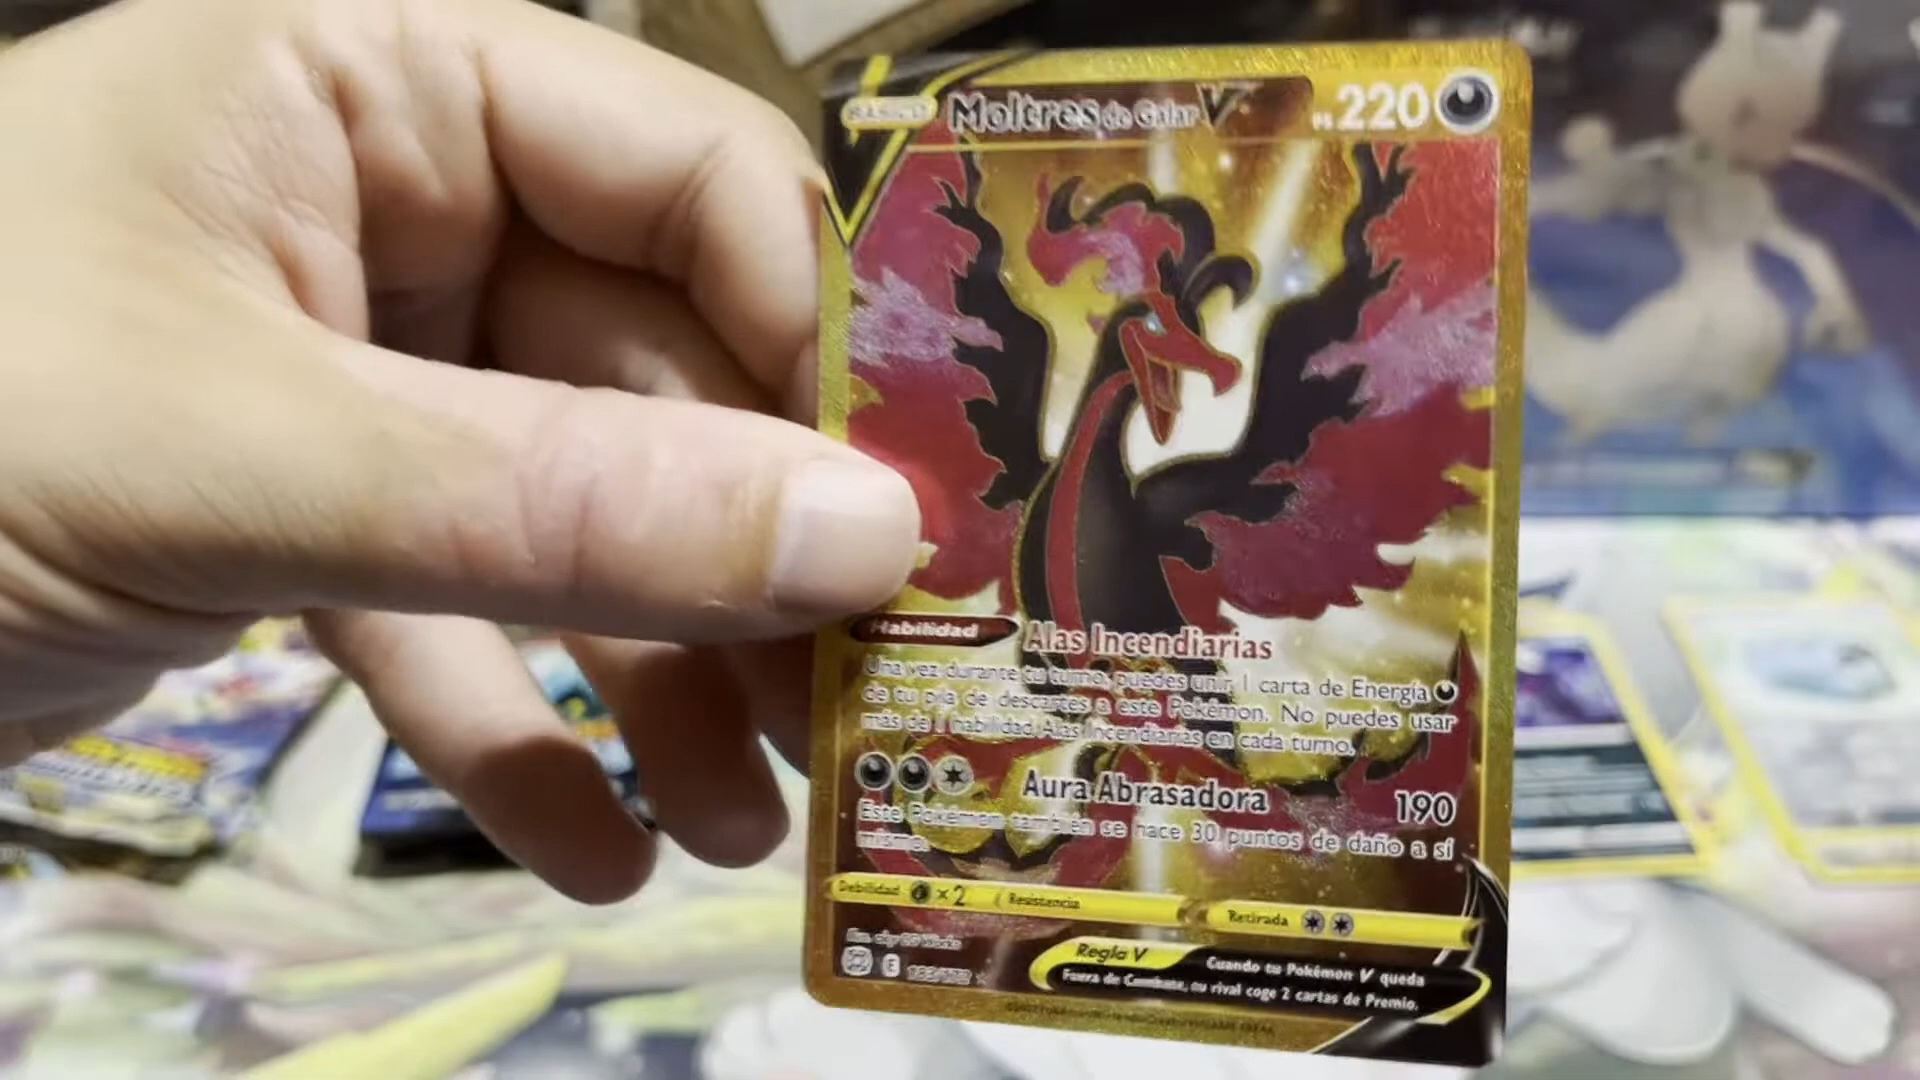 BÁSICO Moltres de Galar V PS 220
Habilidad Alas Incendiarias
Una vez durante tu turno, puedes unir 1 carta de Energía
de tu pila de descartes a este Pokémon. No puedes usar
más de 1 habilidad Alas Incendiarias en cada turno.
Aura Abrasadora 190
Este Pokémon también se hace 30 puntos de daño a sí
mismo.
Debilidad ×2 Resistencia Retirada
Regla V Cuando tu Pokémon V queda
Fuera de Combate, tu rival coge 2 cartas de Premio.
E